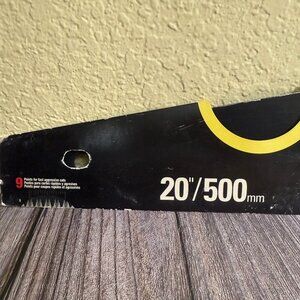 9
Points for fast aggressive cuts
Puntas para cortes rápidos y agresivos
Pointes pour coupes rapides et agressives
20"/500mm